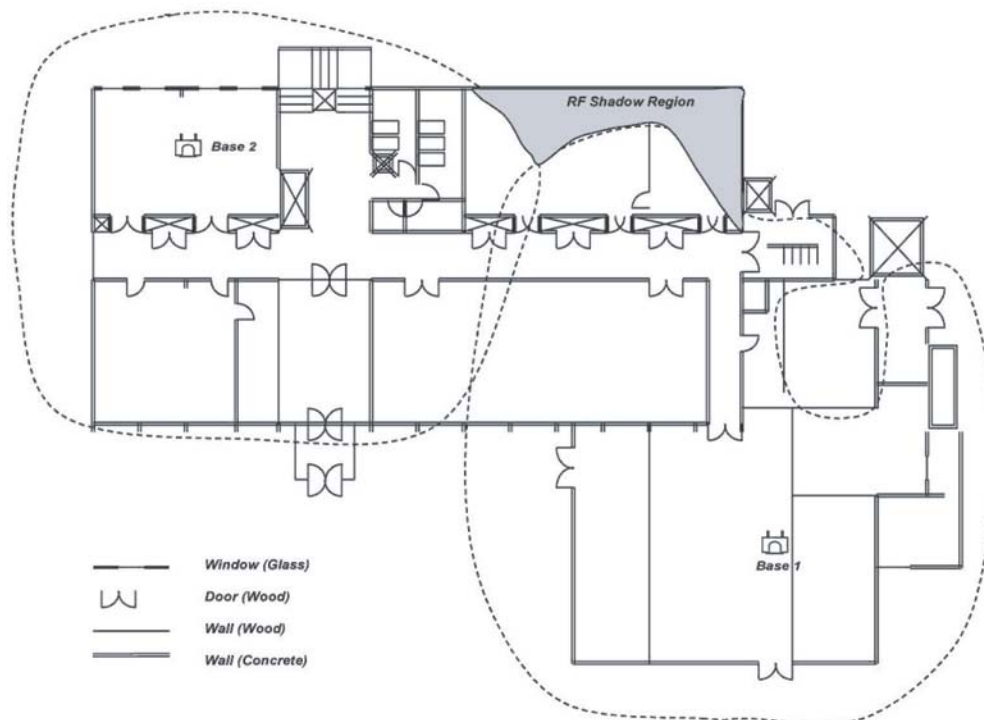 RF Shadow Region
Base 2
Base 1
Window (Glass)
Door (Wood)
Wall (Wood)
Wall (Concrete)